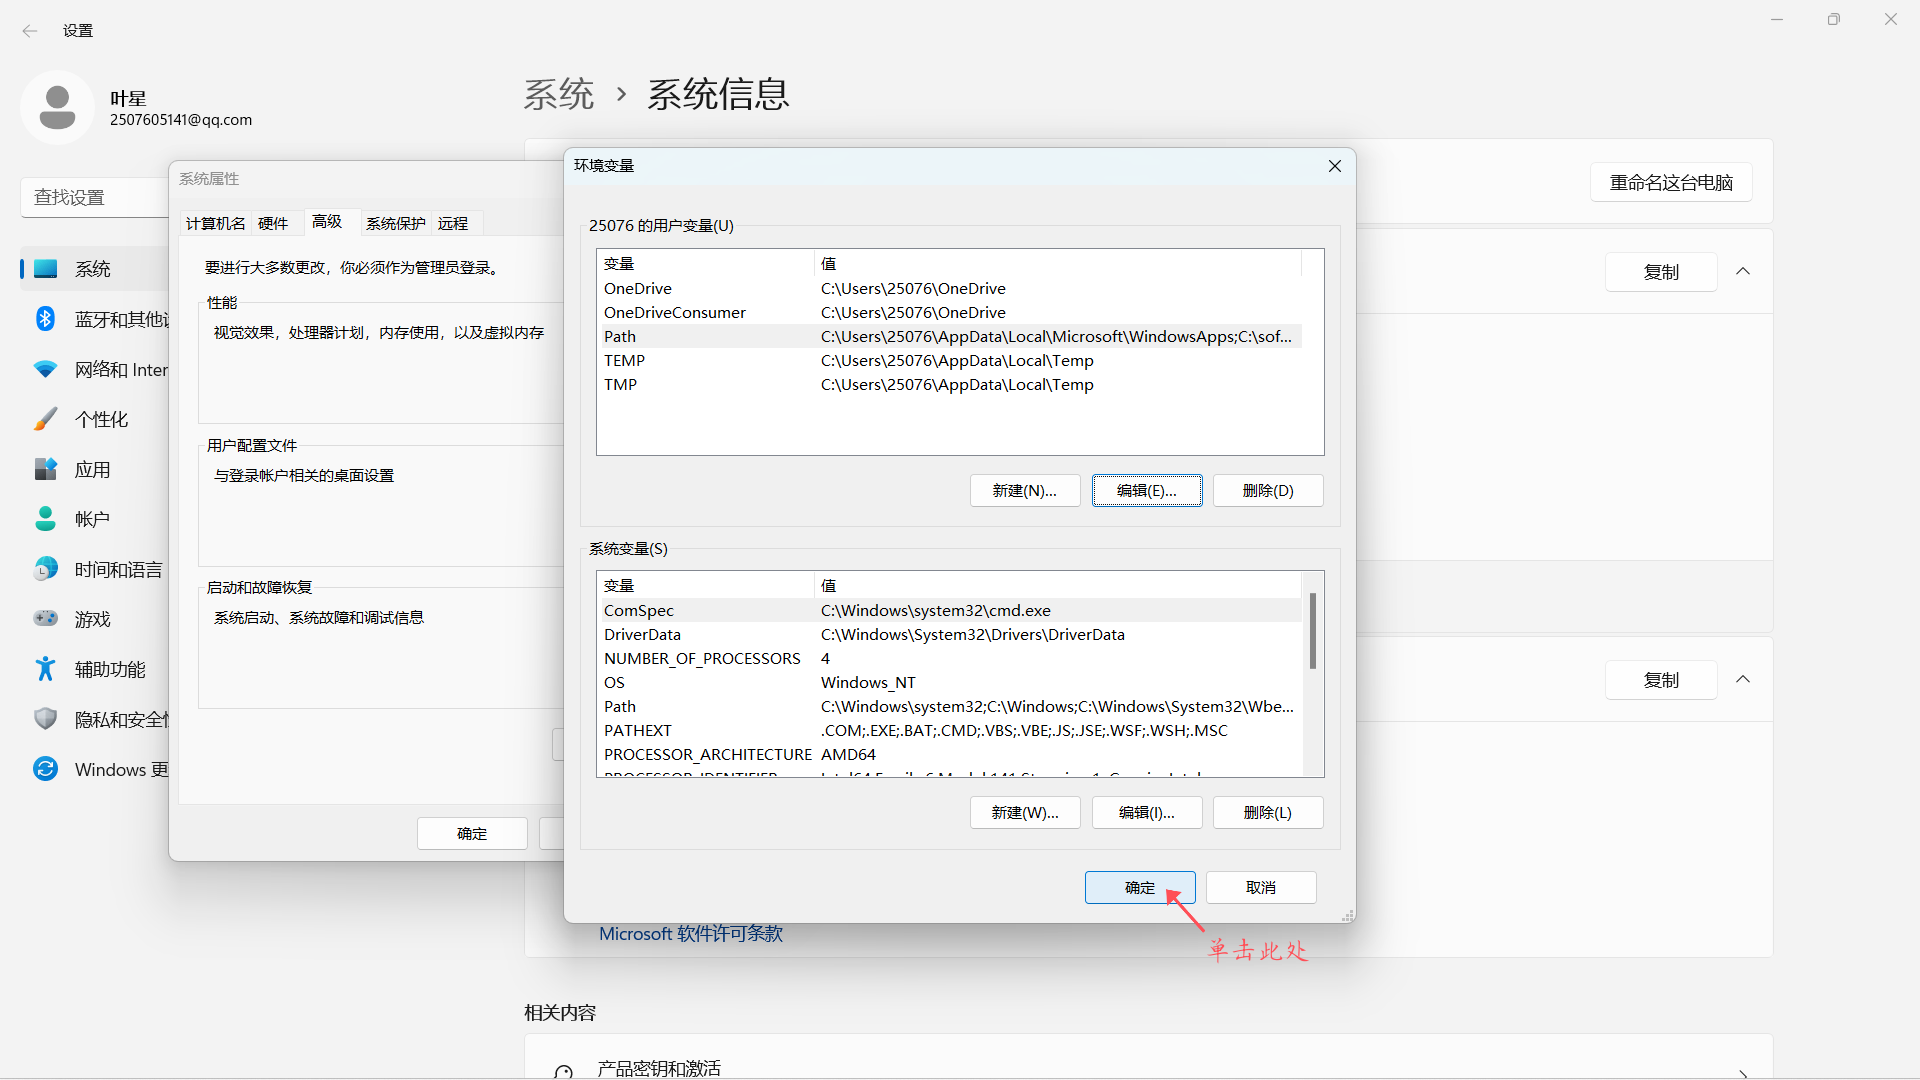 设置
叶星
2507605141@qq.com
查找设置
系统
蓝牙和其他设
网络和 Inter
个性化
应用
帐户
时间和语言
游戏
辅助功能
隐私和安全性
Windows 更
系统 › 系统信息
重命名这台电脑
复制
复制
Microsoft 软件许可条款
相关内容
产品密钥和激活
系统属性
计算机名 硬件 高级 系统保护 远程
要进行大多数更改，你必须作为管理员登录。
性能
视觉效果，处理器计划，内存使用，以及虚拟内存
用户配置文件
与登录帐户相关的桌面设置
启动和故障恢复
系统启动、系统故障和调试信息
确定
环境变量
25076 的用户变量(U)
变量 值
OneDrive C:\Users\25076\OneDrive
OneDriveConsumer C:\Users\25076\OneDrive
Path C:\Users\25076\AppData\Local\Microsoft\WindowsApps;C:\sof...
TEMP C:\Users\25076\AppData\Local\Temp
TMP C:\Users\25076\AppData\Local\Temp
新建(N)... 编辑(E)... 删除(D)
系统变量(S)
变量 值
ComSpec C:\Windows\system32\cmd.exe
DriverData C:\Windows\System32\Drivers\DriverData
NUMBER_OF_PROCESSORS 4
OS Windows_NT
Path C:\Windows\system32;C:\Windows;C:\Windows\System32\Wbe...
PATHEXT .COM;.EXE;.BAT;.CMD;.VBS;.VBE;.JS;.JSE;.WSF;.WSH;.MSC
PROCESSOR_ARCHITECTURE AMD64
新建(W)... 编辑(I)... 删除(L)
确定 取消
单击此处